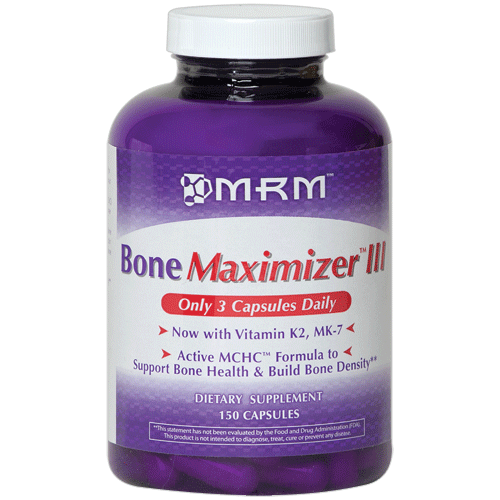 MRM™
Bone Maximizer™ III
Only 3 Capsules Daily
Now with Vitamin K2, MK-7
Active MCHC™ Formula to
Support Bone Health & Build Bone Density**
DIETARY SUPPLEMENT
150 CAPSULES
**This statement has not been evaluated by the Food and Drug Administration (FDA).
This product is not intended to diagnose, treat, cure or prevent any disease.